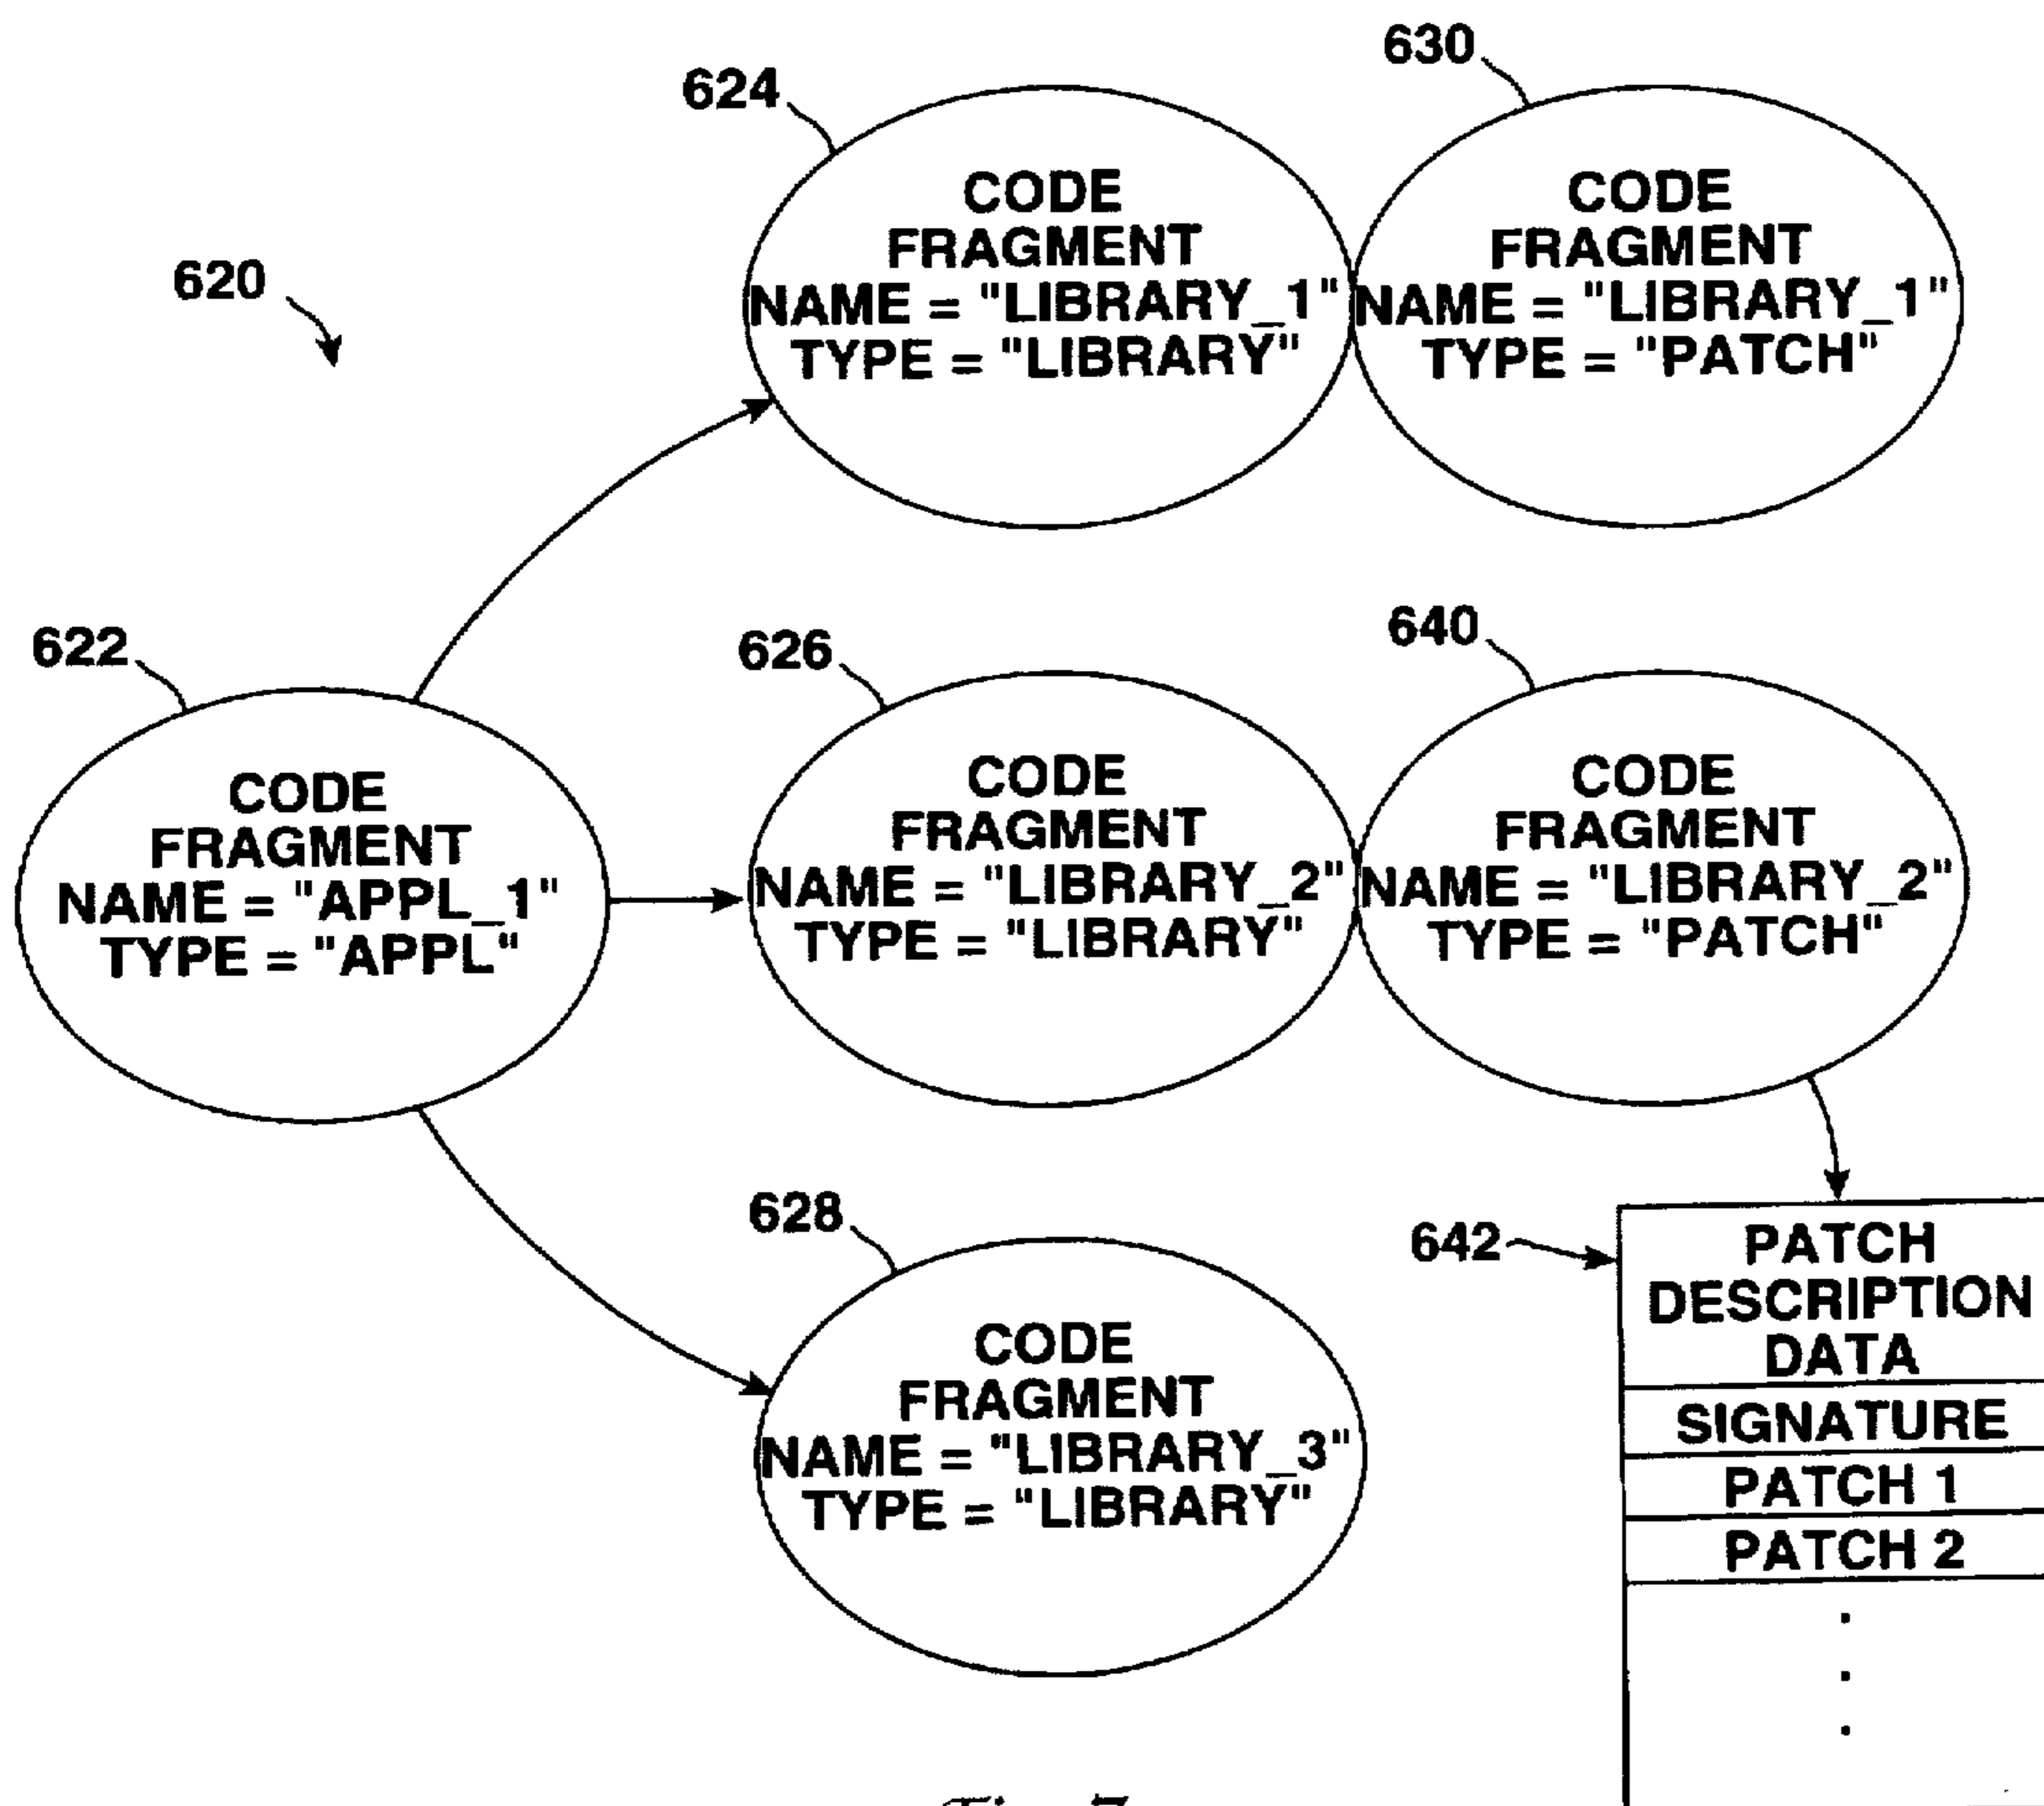 630
624
CODE
FRAGMENT
NAME = "LIBRARY_1"
TYPE = "LIBRARY"
CODE
FRAGMENT
NAME = "LIBRARY_1"
TYPE = "PATCH"
620
622
CODE
FRAGMENT
NAME = "APPL_1"
TYPE = "APPL"
626
CODE
FRAGMENT
NAME = "LIBRARY_2"
TYPE = "LIBRARY"
640
CODE
FRAGMENT
NAME = "LIBRARY_2"
TYPE = "PATCH"
628
CODE
FRAGMENT
NAME = "LIBRARY_3"
TYPE = "LIBRARY"
642
PATCH
DESCRIPTION
DATA
SIGNATURE
PATCH 1
PATCH 2
.
.
.